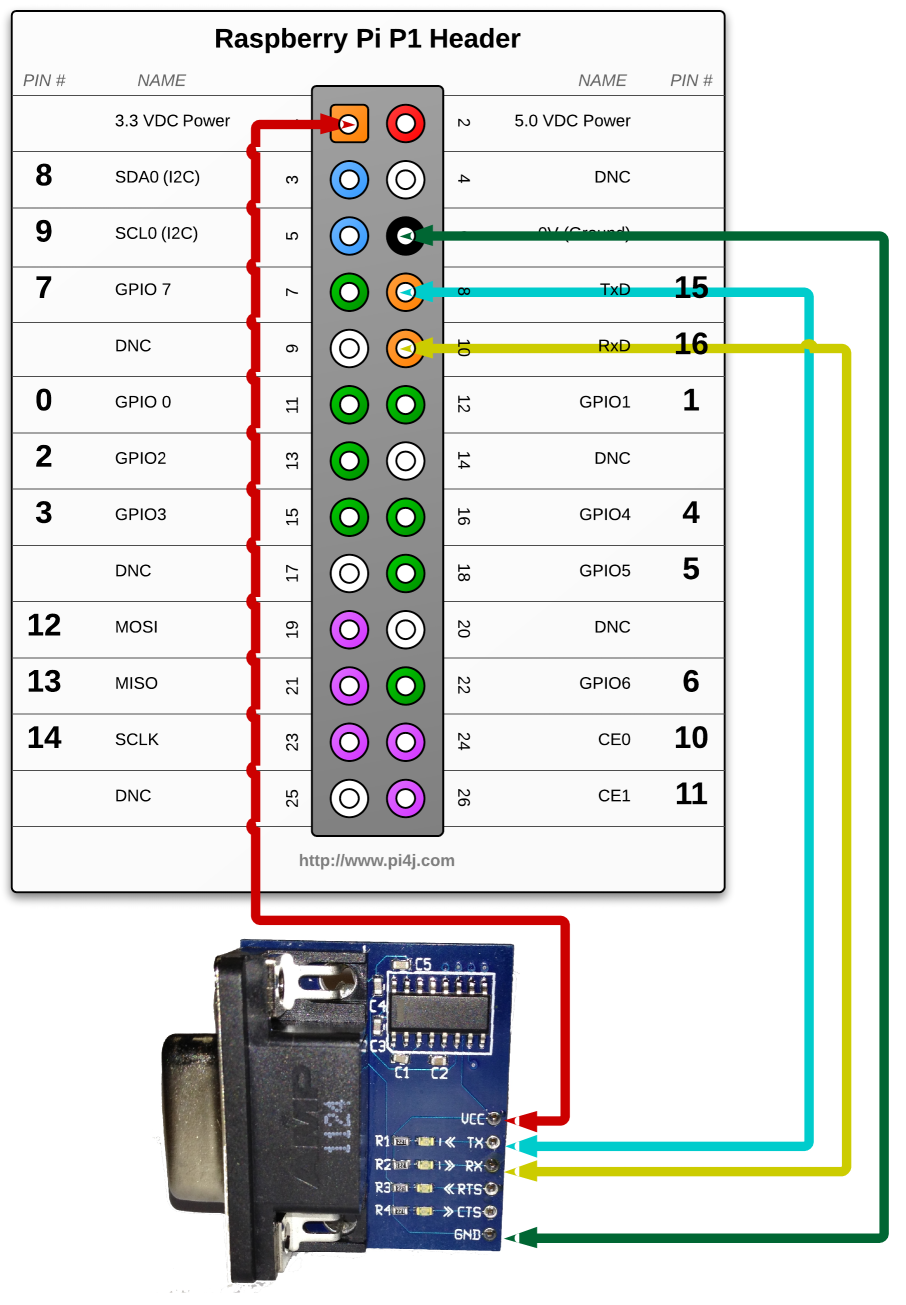 Raspberry Pi P1 Header
PIN # NAME NAME PIN #
3.3 VDC Power 2 5.0 VDC Power
8 SDA0 (I2C) 3 4 DNC
9 SCL0 (I2C) 5 0V (Ground)
7 GPIO 7 7 8 TxD 15
DNC 9 10 RxD 16
0 GPIO 0 11 12 GPIO1 1
2 GPIO2 13 14 DNC
3 GPIO3 15 16 GPIO4 4
DNC 17 18 GPIO5 5
12 MOSI 19 20 DNC
13 MISO 21 22 GPIO6 6
14 SCLK 23 24 CE0 10
DNC 25 26 CE1 11
http://www.pi4j.com
C5
C4
C3
C1 C2
1124
VCC
R1 « TX
R2 » RX
R3 « RTS
R4 » CTS
GND